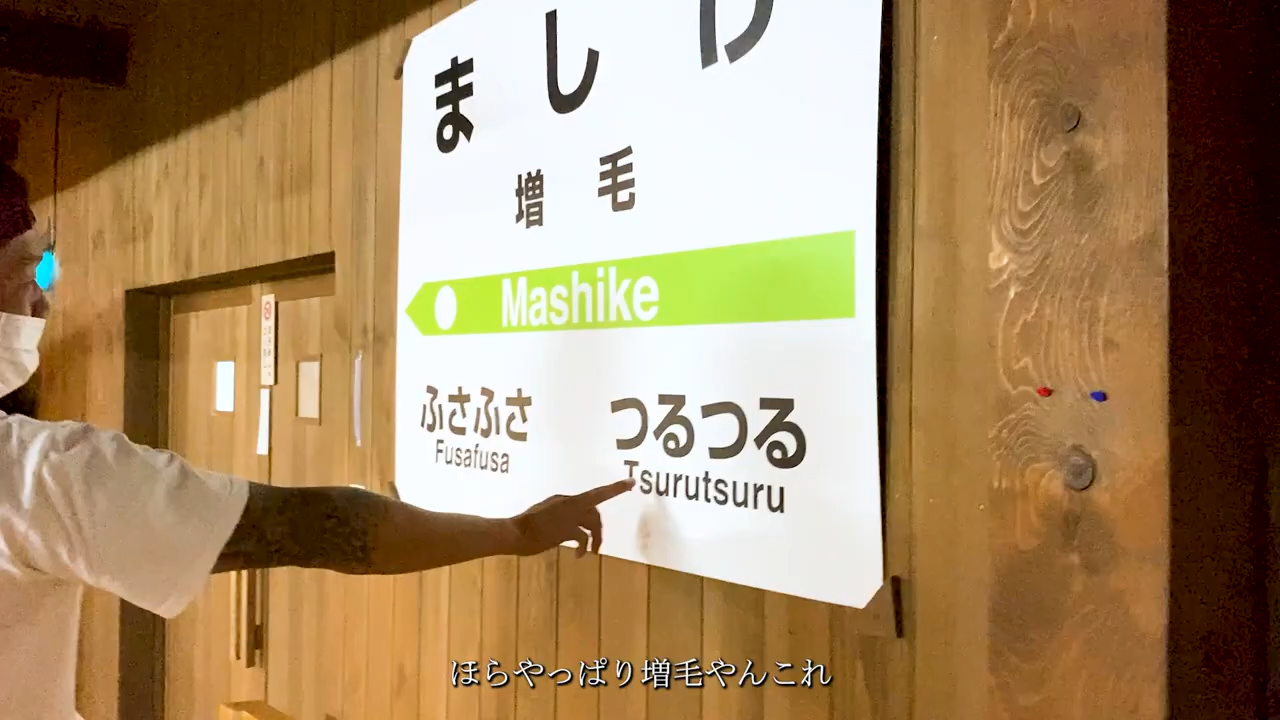 ましけ
増毛
Mashike
ふさふさ
Fusafusa
つるつる
Tsurutsuru
ほらやっぱり増毛やんこれ